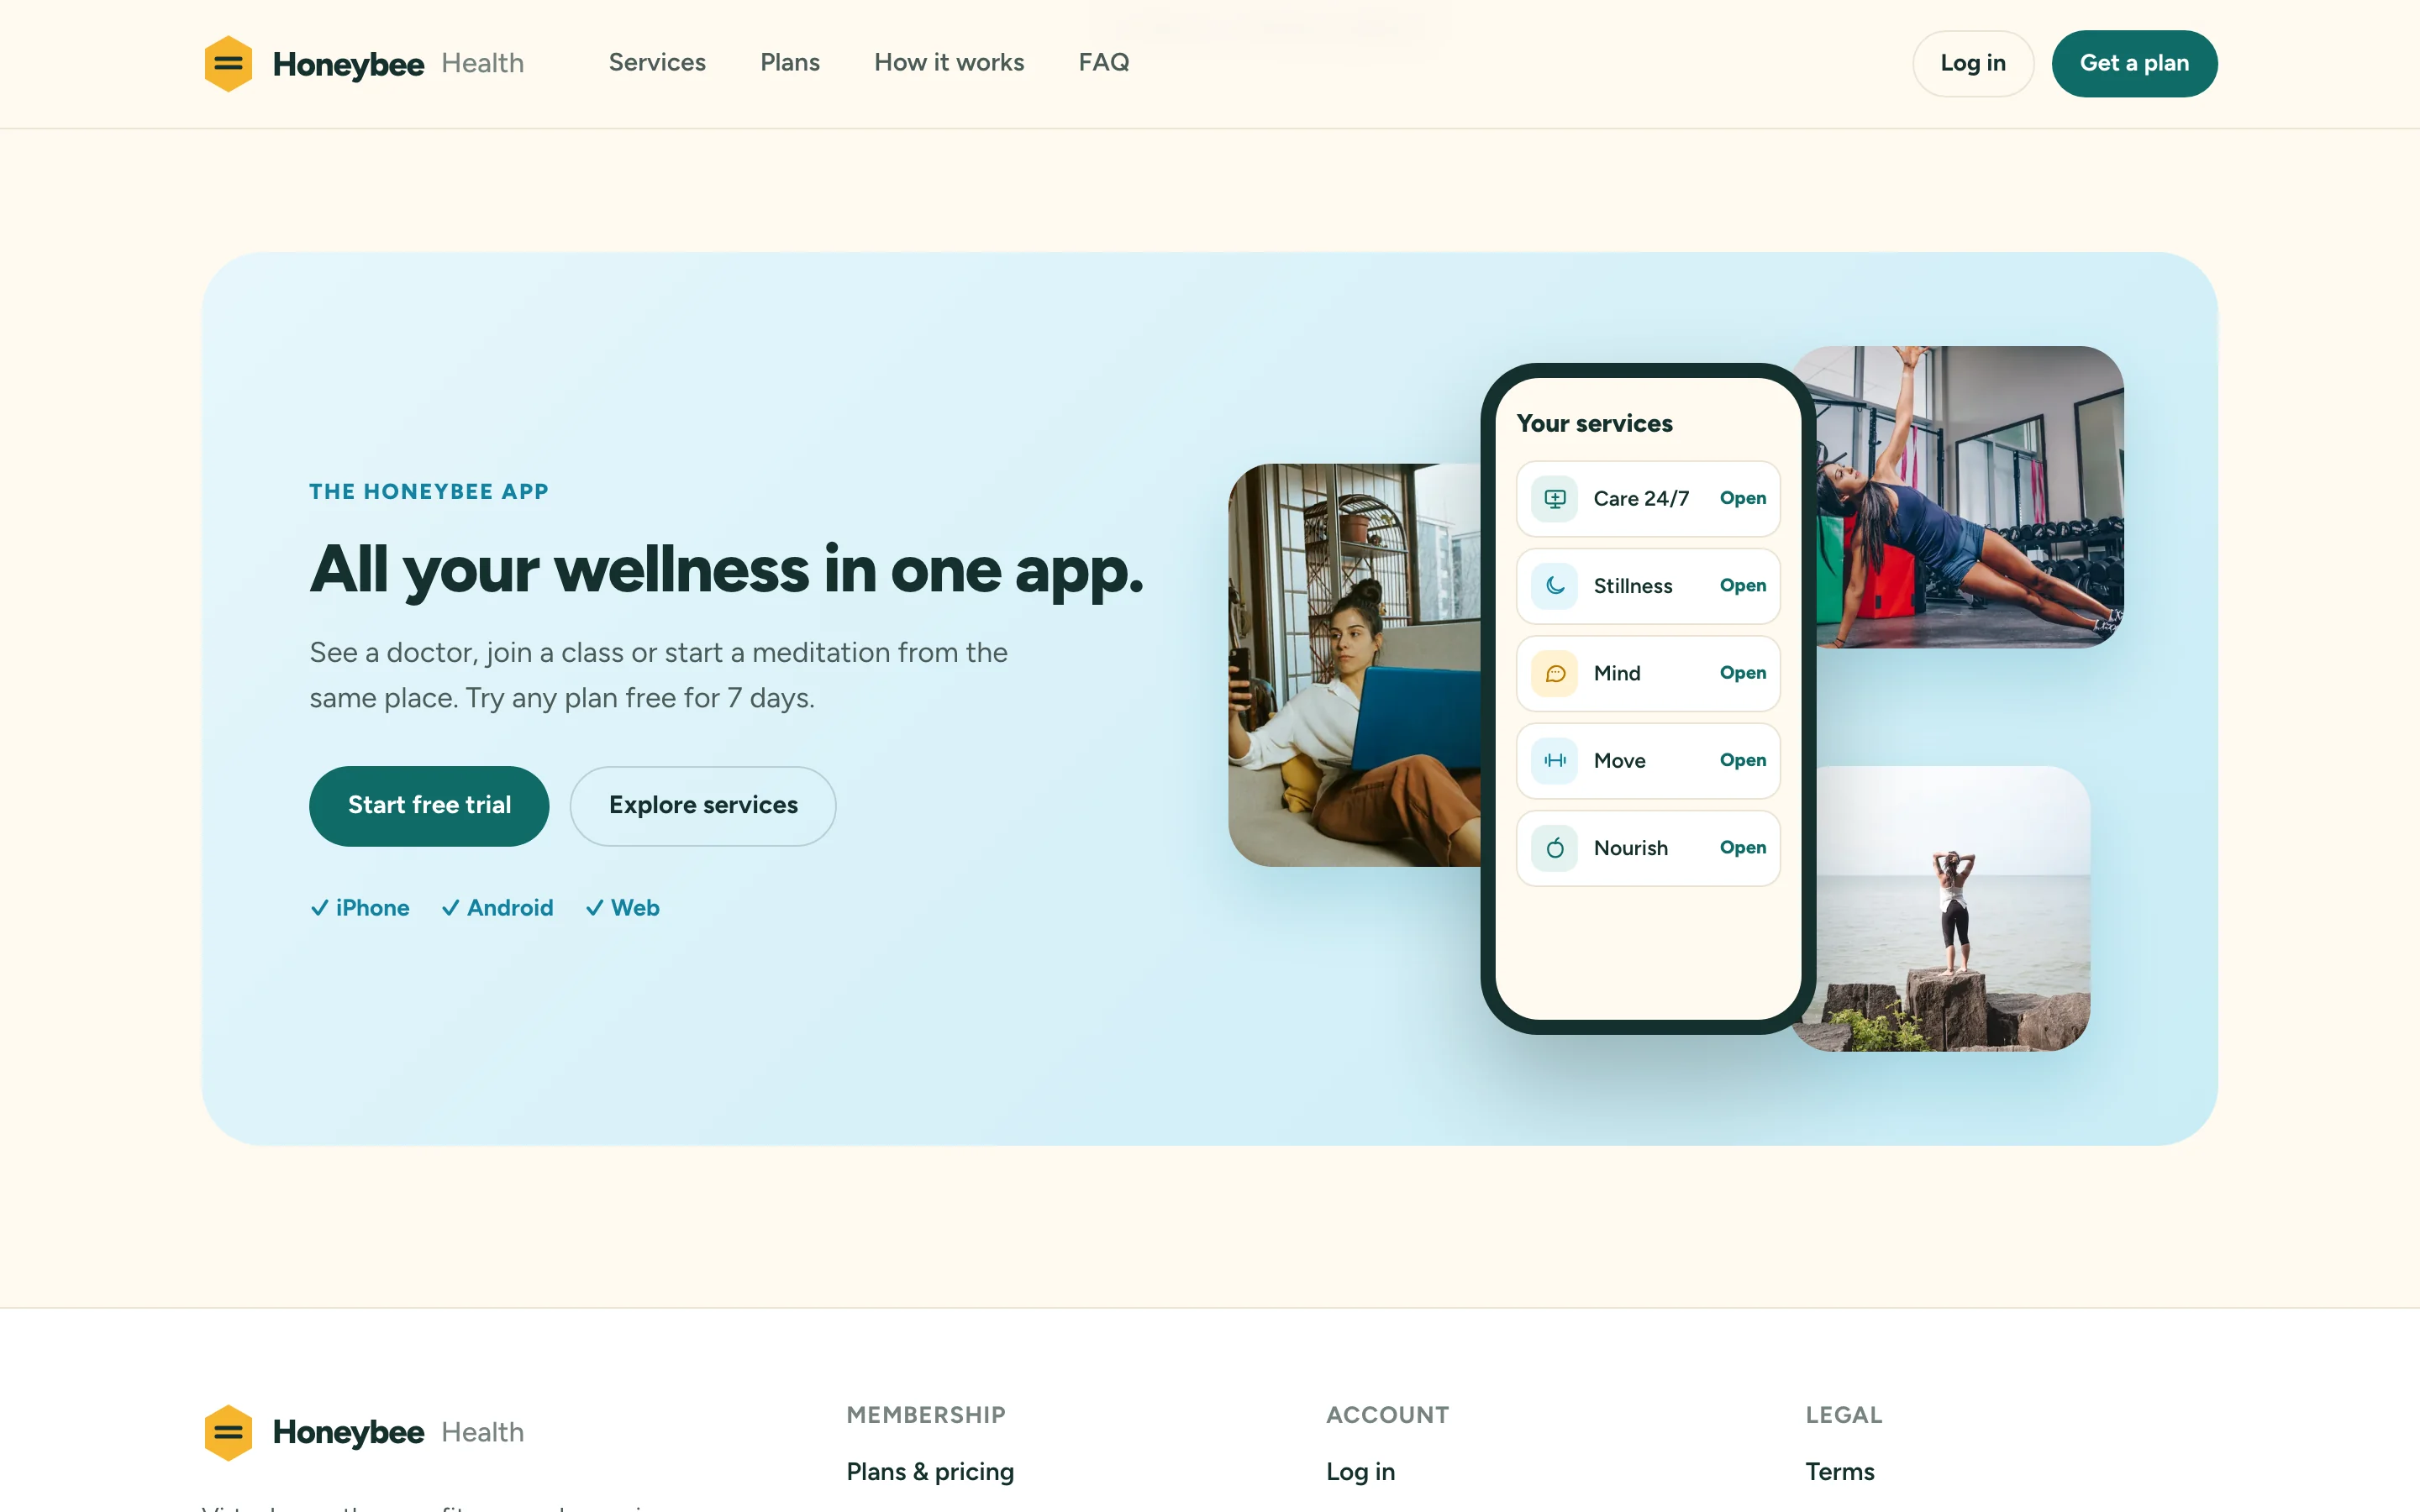 Honeybee Health
Services
Plans
How it works
FAQ
Log in
Get a plan
THE HONEYBEE APP
All your wellness in one app.
See a doctor, join a class or start a meditation from the
same place. Try any plan free for 7 days.
Start free trial
Explore services
iPhone
Android
Web
Your services
Care 24/7 Open
Stillness Open
Mind Open
Move Open
Nourish Open
Honeybee Health
MEMBERSHIP
Plans & pricing
ACCOUNT
Log in
LEGAL
Terms